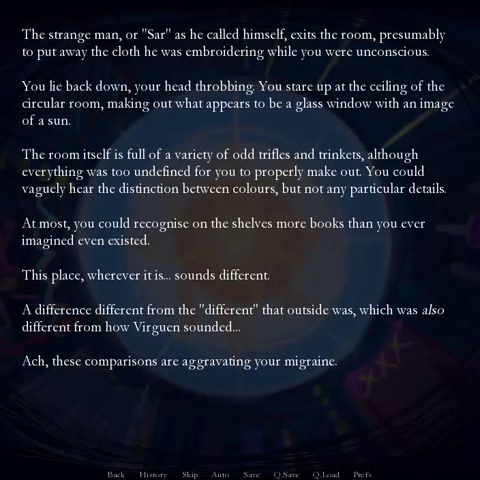 The strange man, or "Sar" as he called himself, exits the room, presumably
to put away the cloth he was embroidering while you were unconscious.
You lie back down, your head throbbing. You stare up at the ceiling of the
circular room, making out what appears to be a glass window with an image
of a sun.
The room itself is full of a variety of odd trifles and trinkets, although
everything was too undefined for you to properly make out. You could
vaguely hear the distinction between colours, but not any particular details.
At most, you could recognise on the shelves more books than you ever
imagined even existed.
This place, wherever it is... sounds different.
A difference different from the "different" that outside was, which was also
different from how Virguen sounded...
Ach, these comparisons are aggravating your migraine.
Back History Skip Auto Save Q.Save Q.Load Prefs